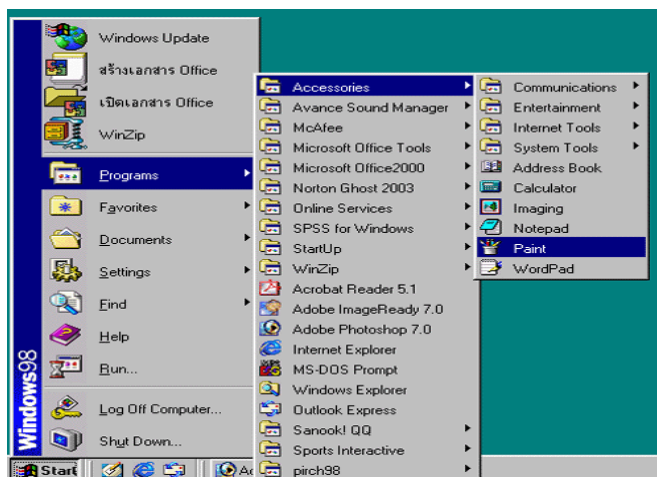 Windows Update
สร้างเอกสาร Office
เปิดเอกสาร Office
WinZip
Programs
Favorites
Documents
Settings
Find
Help
Run...
Log Off Computer...
Shut Down...
Windows98
Accessories
Avance Sound Manager
McAfee
Microsoft Office Tools
Microsoft Office2000
Norton Ghost 2003
Online Services
SPSS for Windows
StartUp
WinZip
Acrobat Reader 5.1
Adobe ImageReady 7.0
Adobe Photoshop 7.0
Internet Explorer
MS-DOS Prompt
Windows Explorer
Outlook Express
Sanook! QQ
Sports Interactive
pirch98
Communications
Entertainment
Internet Tools
System Tools
Address Book
Calculator
Imaging
Notepad
Paint
WordPad
Start